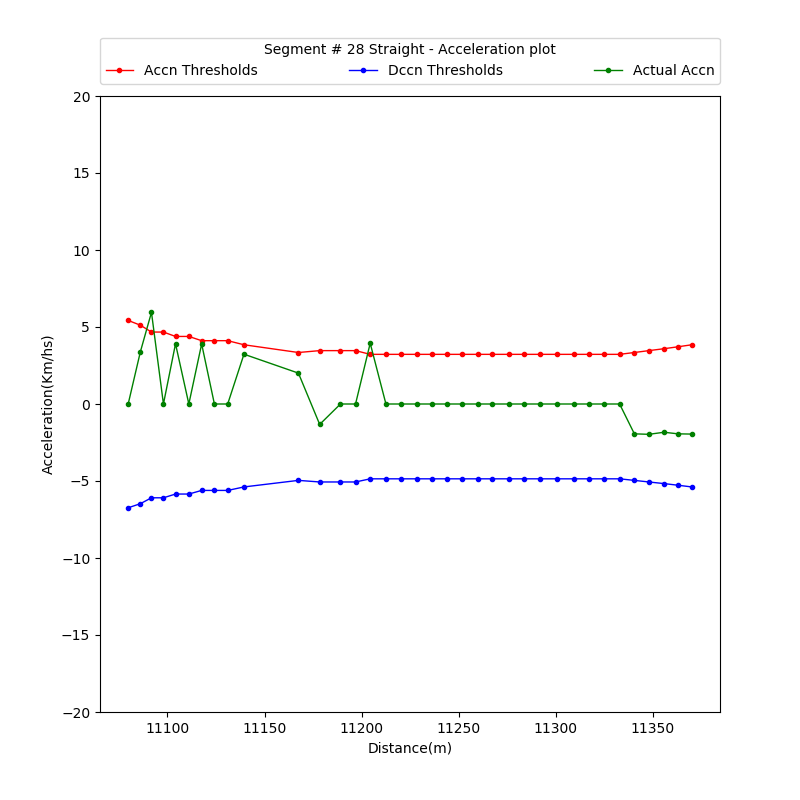 Segment # 28 Straight - Acceleration plot
Accn Thresholds Dccn Thresholds Actual Accn
20
15
10
5
0
−5
−10
−15
−20
Acceleration(Km/hs)
11100 11150 11200 11250 11300 11350
Distance(m)